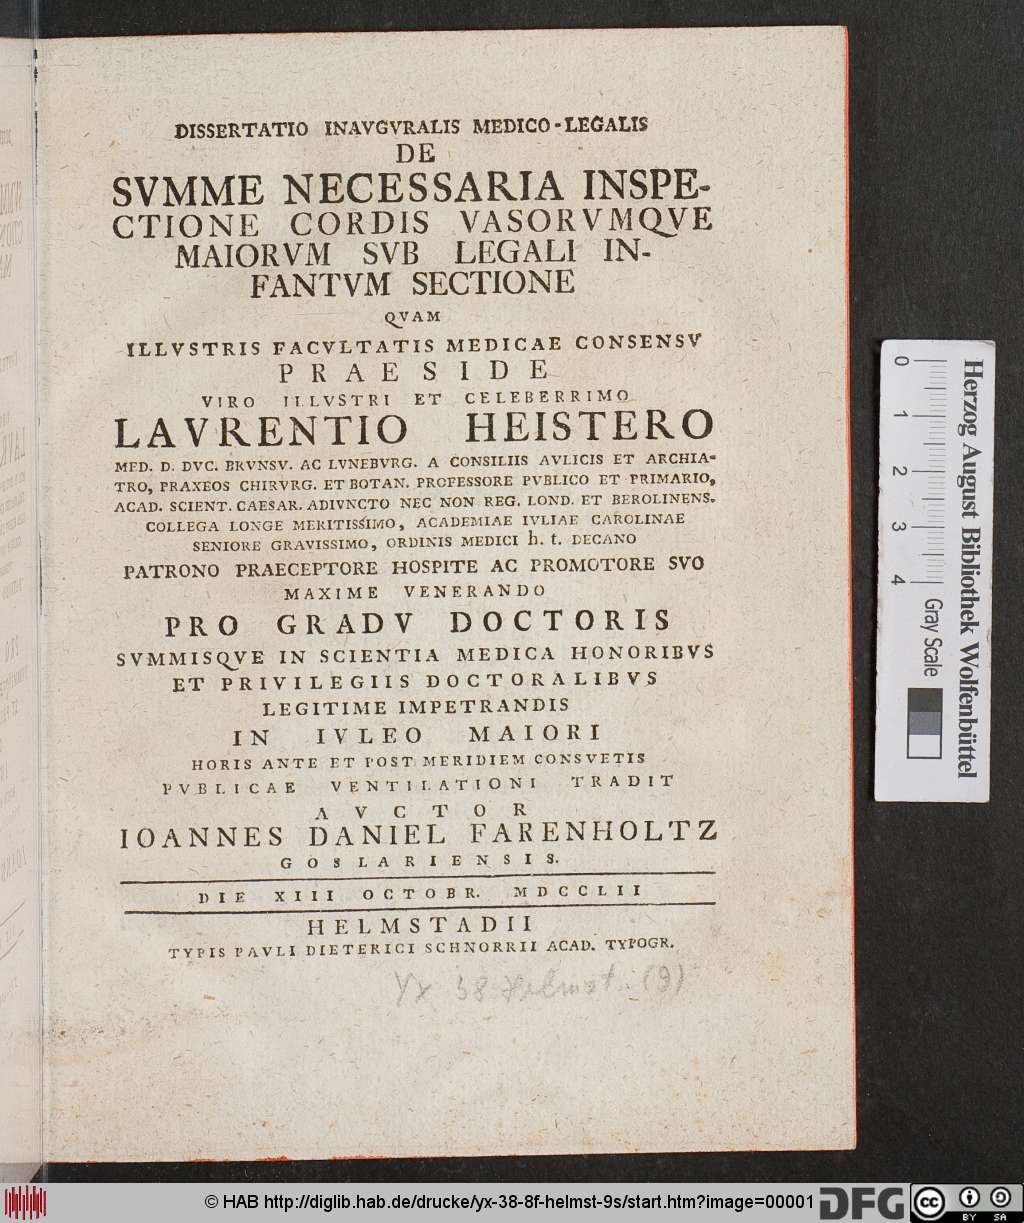 DISSERTATIO INAVGVRALIS MEDICO-LEGALIS
DE
SVMME NECESSARIA INSPE-
CTIONE CORDIS VASORVMQVE
MAIORVM SVB LEGALI IN-
FANTVM SECTIONE
QVAM
ILLVSTRIS FACVLTATIS MEDICAE CONSENSV
PRAESIDE
VIRO ILLVSTRI ET CELEBERRIMO
LAVRENTIO HEISTERO
MED. D. DVC. BRVNSV. AC LVNEBVRG. A CONSILIIS AVLICIS ET ARCHIA-
TRO, PRAXEOS CHIRVRG. ET BOTAN. PROFESSORE PVBLICO ET PRIMARIO,
ACAD. SCIENT. CAESAR. ADIVNCTO NEC NON REG. LOND. ET BEROLINENS.
COLLEGA LONGE MERITISSIMO, ACADEMIAE IVLIAE CAROLINAE
SENIORE GRAVISSIMO, ORDINIS MEDICI h. t. DECANO
PATRONO PRAECEPTORE HOSPITE AC PROMOTORE SVO
MAXIME VENERANDO
PRO GRADV DOCTORIS
SVMMISQVE IN SCIENTIA MEDICA HONORIBVS
ET PRIVILEGIIS DOCTORALIBVS
LEGITIME IMPETRANDIS
IN IVLEO MAIORI
HORIS ANTE ET POST MERIDIEM CONSVETIS
PVBLICAE VENTILATIONI TRADIT
AVCTOR
IOANNES DANIEL FARENHOLTZ
GOSLARIENSIS.
DIE XIII OCTOBR. MDCCLII
HELMSTADII
TYPIS PAVLI DIETERICI SCHNORRII ACAD. TYPOGR.
Yx 38 Helmst. (9)
Herzog August Bibliothek Wolfenbüttel
0 1 2 3 4 Gray Scale
© HAB http://diglib.hab.de/drucke/yx-38-8f-helmst-9s/start.htm?image=00001
DFG
cc BY SA